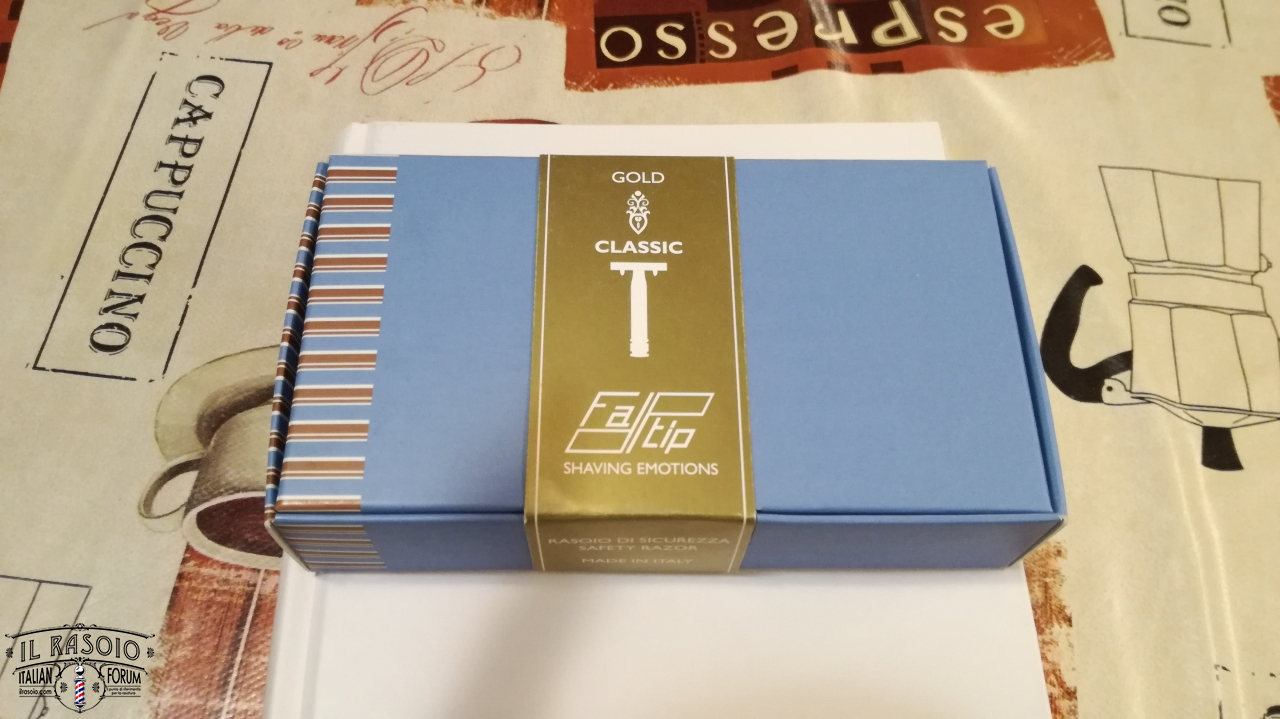 espresso
CAPPUCCINO
GOLD
CLASSIC
Fa
tip
SHAVING EMOTIONS
RASOIO DI SICUREZZA
SAFETY RAZOR
MADE IN ITALY
IL RASOIO
ITALIAN FORUM
ilrasoio.com